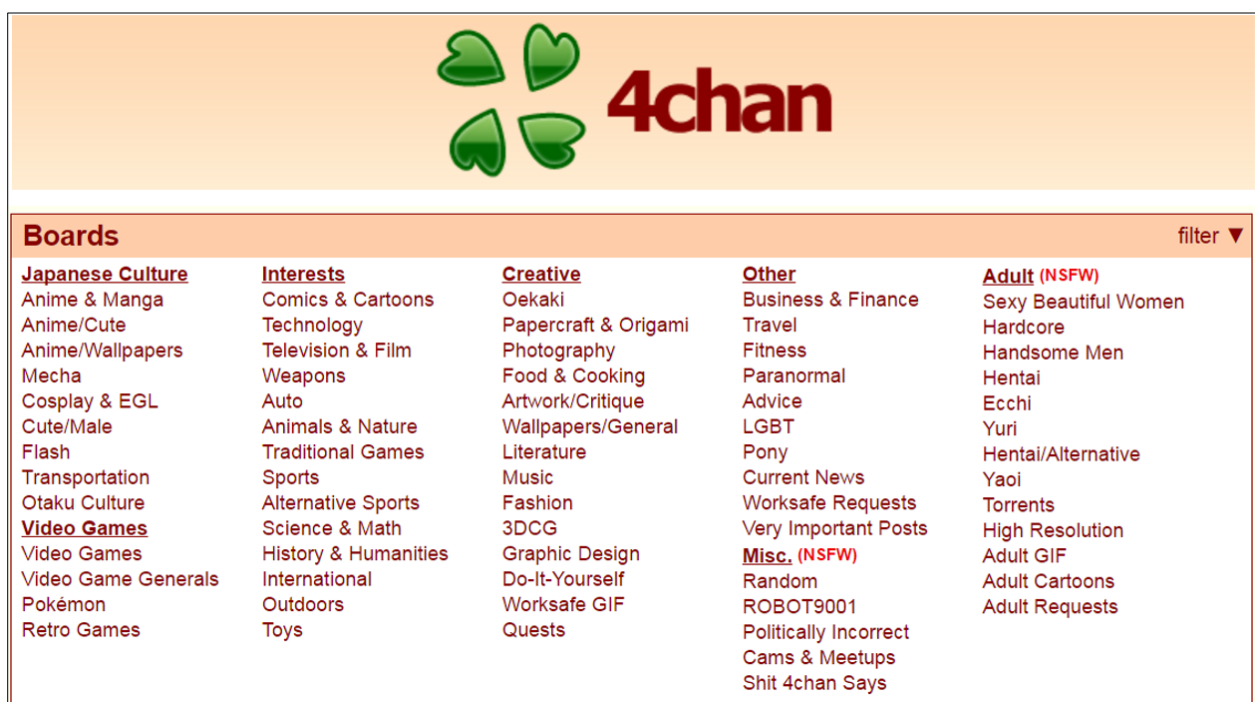 4chan
Boards
filter ▼
Japanese Culture
Anime & Manga
Anime/Cute
Anime/Wallpapers
Mecha
Cosplay & EGL
Cute/Male
Flash
Transportation
Otaku Culture
Video Games
Video Games
Video Game Generals
Pokémon
Retro Games
Interests
Comics & Cartoons
Technology
Television & Film
Weapons
Auto
Animals & Nature
Traditional Games
Sports
Alternative Sports
Science & Math
History & Humanities
International
Outdoors
Toys
Creative
Oekaki
Papercraft & Origami
Photography
Food & Cooking
Artwork/Critique
Wallpapers/General
Literature
Music
Fashion
3DCG
Graphic Design
Do-It-Yourself
Worksafe GIF
Quests
Other
Business & Finance
Travel
Fitness
Paranormal
Advice
LGBT
Pony
Current News
Worksafe Requests
Very Important Posts
Misc. (NSFW)
Random
ROBOT9001
Politically Incorrect
Cams & Meetups
Shit 4chan Says
Adult (NSFW)
Sexy Beautiful Women
Hardcore
Handsome Men
Hentai
Ecchi
Yuri
Hentai/Alternative
Yaoi
Torrents
High Resolution
Adult GIF
Adult Cartoons
Adult Requests